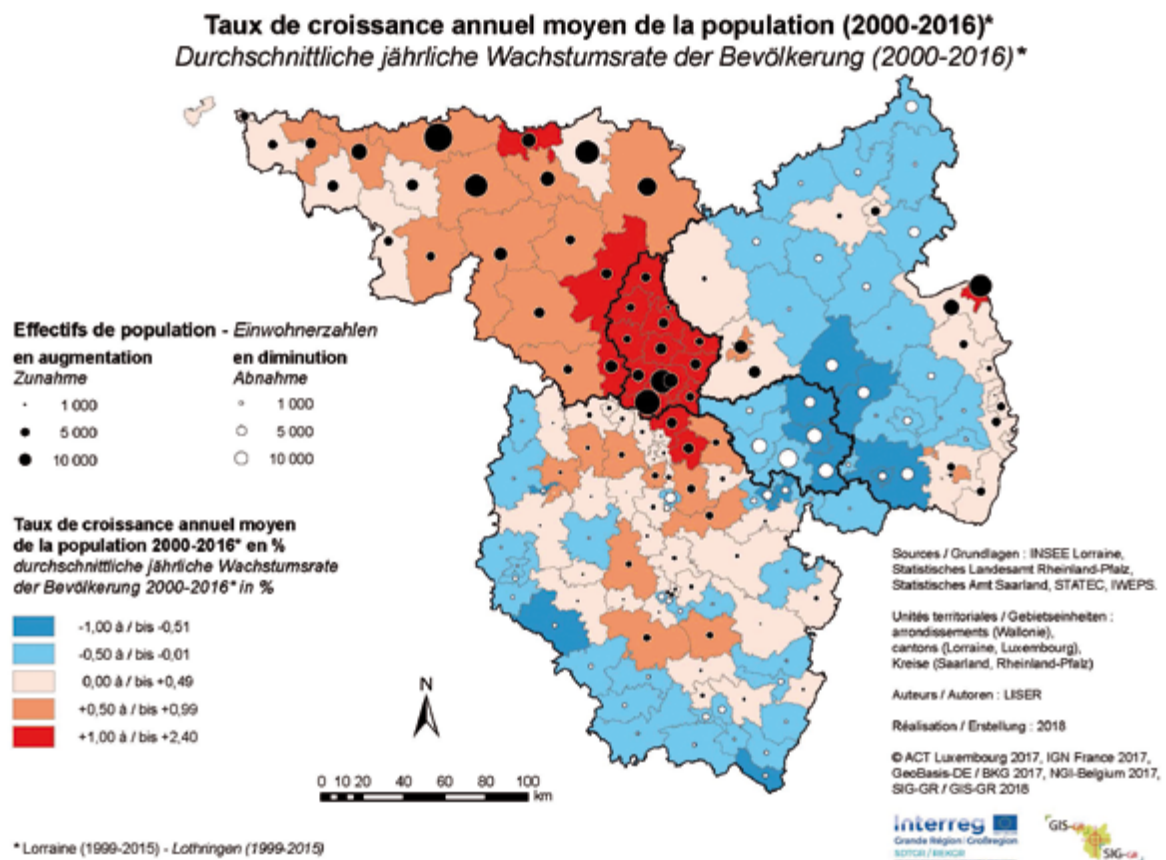 Taux de croissance annuel moyen de la population (2000-2016)*
Durchschnittliche jährliche Wachstumsrate der Bevölkerung (2000-2016)*
Effectifs de population - Einwohnerzahlen
en augmentation en diminution
Zunahme Abnahme
1 000 1 000
5 000 5 000
10 000 10 000
Taux de croissance annuel moyen
de la population 2000-2016* en %
durchschnittliche jährliche Wachstumsrate
der Bevölkerung 2000-2016* in %
-1,00 à / bis -0,51
-0,50 à / bis -0,01
0,00 à / bis +0,49
+0,50 à / bis +0,99
+1,00 à / bis +2,40
N
0 10 20 40 60 80 100
km
* Lorraine (1999-2015) - Lothringen (1999-2015)
Sources / Grundlagen : INSEE Lorraine,
Statistisches Landesamt Rheinland-Pfalz,
Statistisches Amt Saarland, STATEC, IWEPS.
Unités territoriales / Gebietseinheiten :
arrondissements (Wallonie),
cantons (Lorraine, Luxembourg),
Kreise (Saarland, Rheinland-Pfalz)
Auteurs / Autoren : LISER
Réalisation / Erstellung : 2018
© ACT Luxembourg 2017, IGN France 2017,
GeoBasis-DE / BKG 2017, NGI-Belgium 2017,
SIG-GR / GIS-GR 2018
Interreg
Grande Région | Großregion
SDTGR / REKGR
GIS-GR
SIG-GR